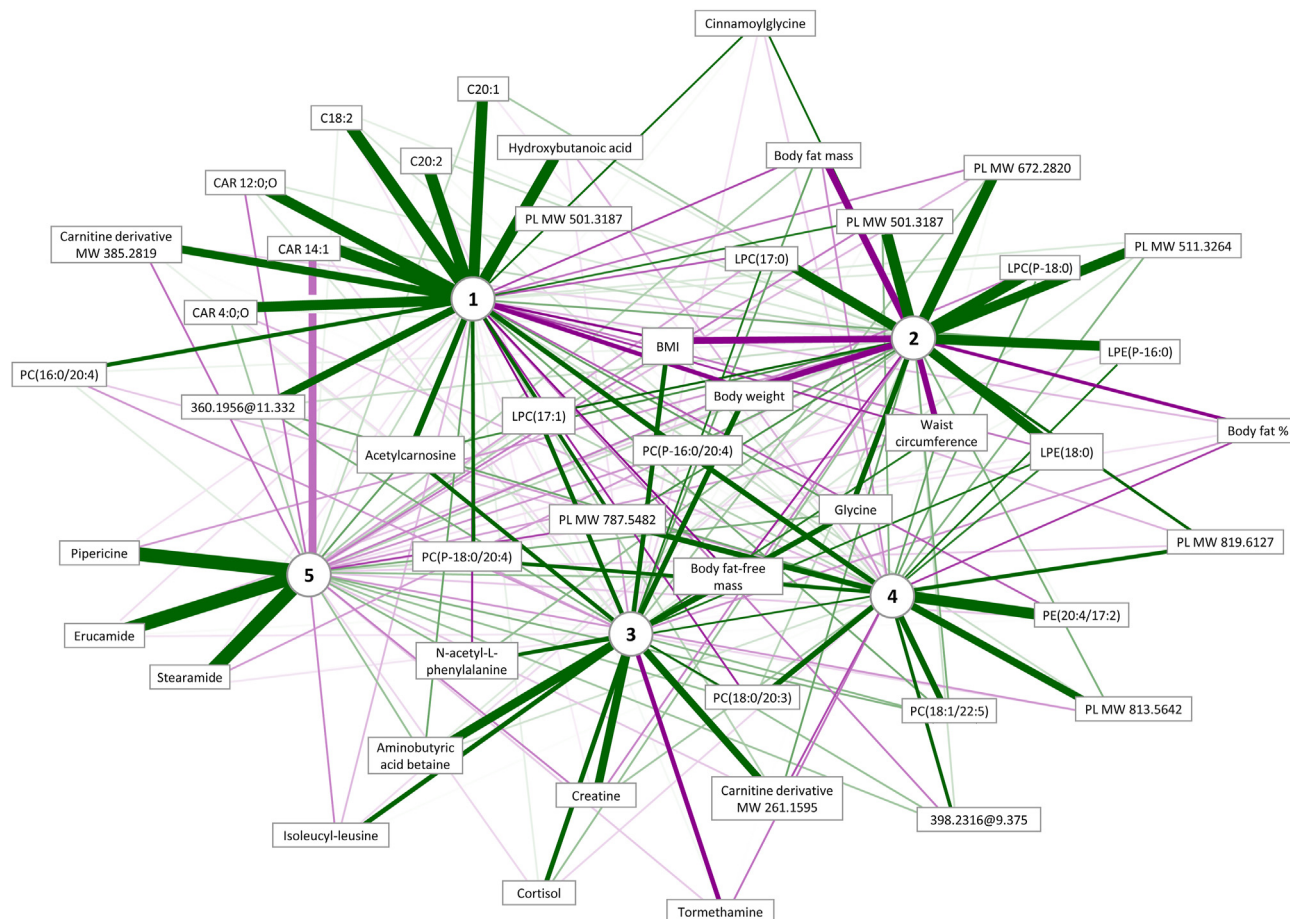 Cinnamoylglycine
C20:1
C18:2
Hydroxybutanoic acid
Body fat mass
C20:2
PL MW 672.2820
CAR 12:0;O
PL MW 501.3187
PL MW 501.3187
Carnitine derivative
MW 385.2819
CAR 14:1
PL MW 511.3264
LPC(17:0)
LPC(P-18:0)
1
CAR 4:0;O
2
BMI
LPE(P-16:0)
PC(16:0/20:4)
360.1956@11.332
LPC(17:1)
Body weight
Waist
circumference
Body fat %
Acetylcarnosine
PC(P-16:0/20:4)
LPE(18:0)
Glycine
PL MW 787.5482
Pipericine
PL MW 819.6127
PC(P-18:0/20:4)
5
Body fat-free
mass
4
PE(20:4/17:2)
Erucamide
3
N-acetyl-L-
phenylalanine
Stearamide
PC(18:0/20:3)
PC(18:1/22:5)
PL MW 813.5642
Aminobutyric
acid betaine
Creatine
Carnitine derivative
MW 261.1595
398.2316@9.375
Isoleucyl-leusine
Cortisol
Tormethamine